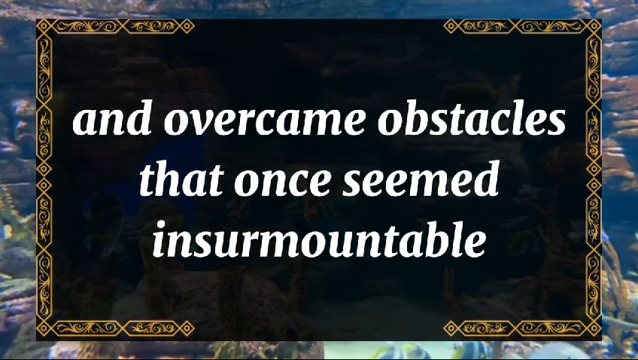 and overcame obstacles
that once seemed
insurmountable